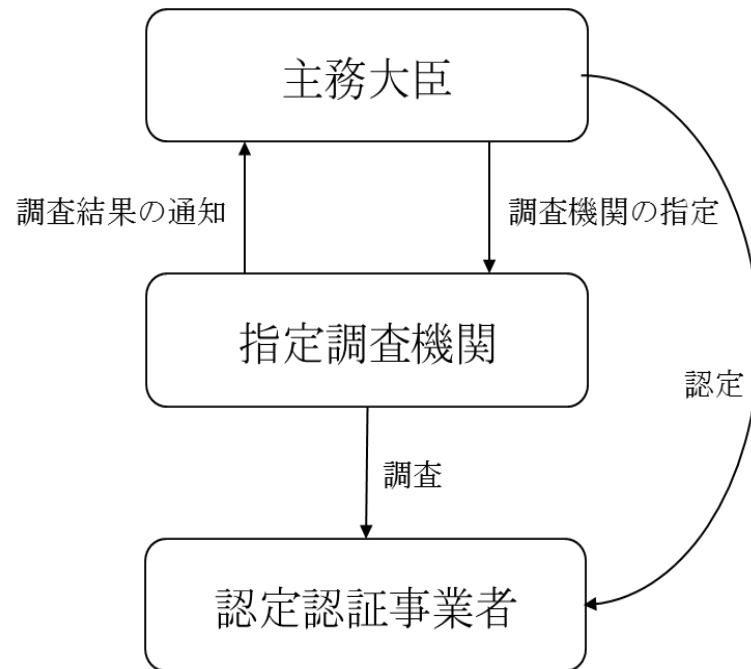 主務大臣
調査結果の通知
調査機関の指定
指定調査機関
認定
調査
認定認証事業者